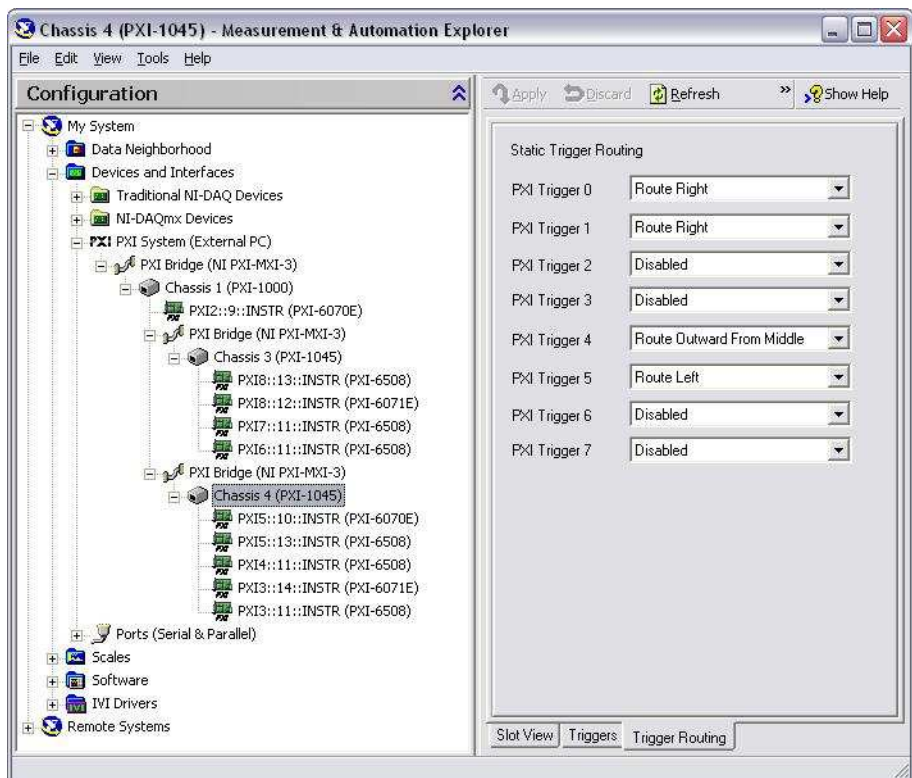 Chassis 4 (PXI-1045) - Measurement & Automation Explorer
File Edit View Tools Help
Configuration
My System
Data Neighborhood
Devices and Interfaces
Traditional NI-DAQ Devices
NI-DAQmx Devices
PXI PXI System (External PC)
PXI Bridge (NI PXI-MXI-3)
Chassis 1 (PXI-1000)
PXI2::9::INSTR (PXI-6070E)
PXI Bridge (NI PXI-MXI-3)
Chassis 3 (PXI-1045)
PXI8::13::INSTR (PXI-6508)
PXI8::12::INSTR (PXI-6071E)
PXI7::11::INSTR (PXI-6508)
PXI6::11::INSTR (PXI-6508)
PXI Bridge (NI PXI-MXI-3)
Chassis 4 (PXI-1045)
PXI5::10::INSTR (PXI-6070E)
PXI5::13::INSTR (PXI-6508)
PXI4::11::INSTR (PXI-6508)
PXI3::14::INSTR (PXI-6071E)
PXI3::11::INSTR (PXI-6508)
Ports (Serial & Parallel)
Scales
Software
IVI Drivers
Remote Systems
Apply Discard Refresh » Show Help
Static Trigger Routing
PXI Trigger 0 Route Right
PXI Trigger 1 Route Right
PXI Trigger 2 Disabled
PXI Trigger 3 Disabled
PXI Trigger 4 Route Outward From Middle
PXI Trigger 5 Route Left
PXI Trigger 6 Disabled
PXI Trigger 7 Disabled
Slot View Triggers Trigger Routing